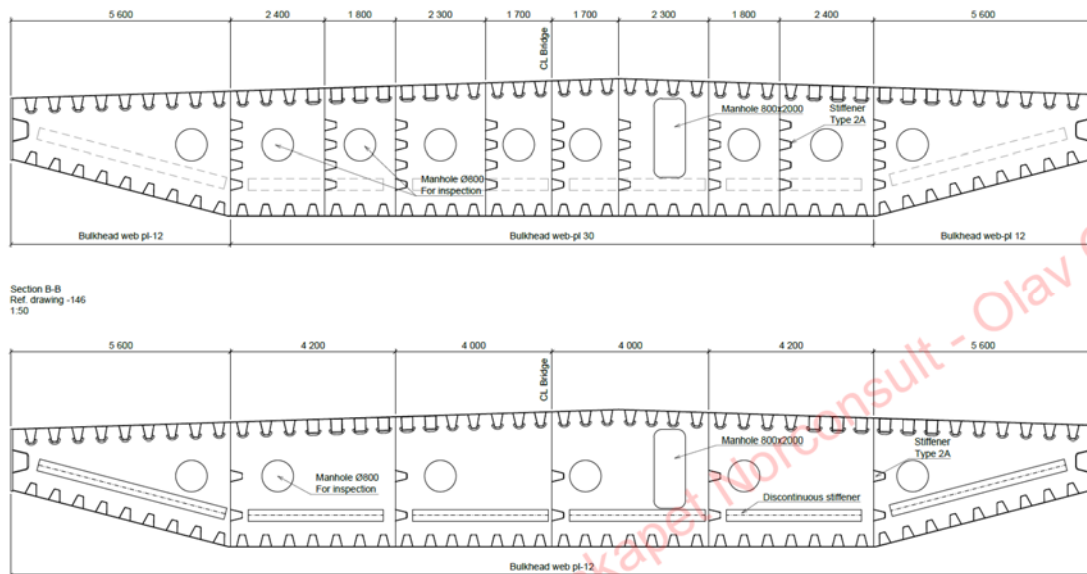 5 600 2 400 1 800 2 300 1 700 1 700 2 300 1 800 2 400 5 600
CL Bridge
Manhole 800x2000
Stiffener
Type 2A
Manhole Ø800
For inspection
Bulkhead web pl-12
Bulkhead web-pl 30
Bulkhead web-pl 12
Section B-B
Ref. drawing -146
1:50
5 600 4 200 4 000 4 000 4 200 5 600
CL Bridge
Manhole 800x2000
Stiffener
Type 2A
Manhole Ø800
For inspection
Discontinuous stiffener
Bulkhead web pl-12
skapet Norconsult - Olav